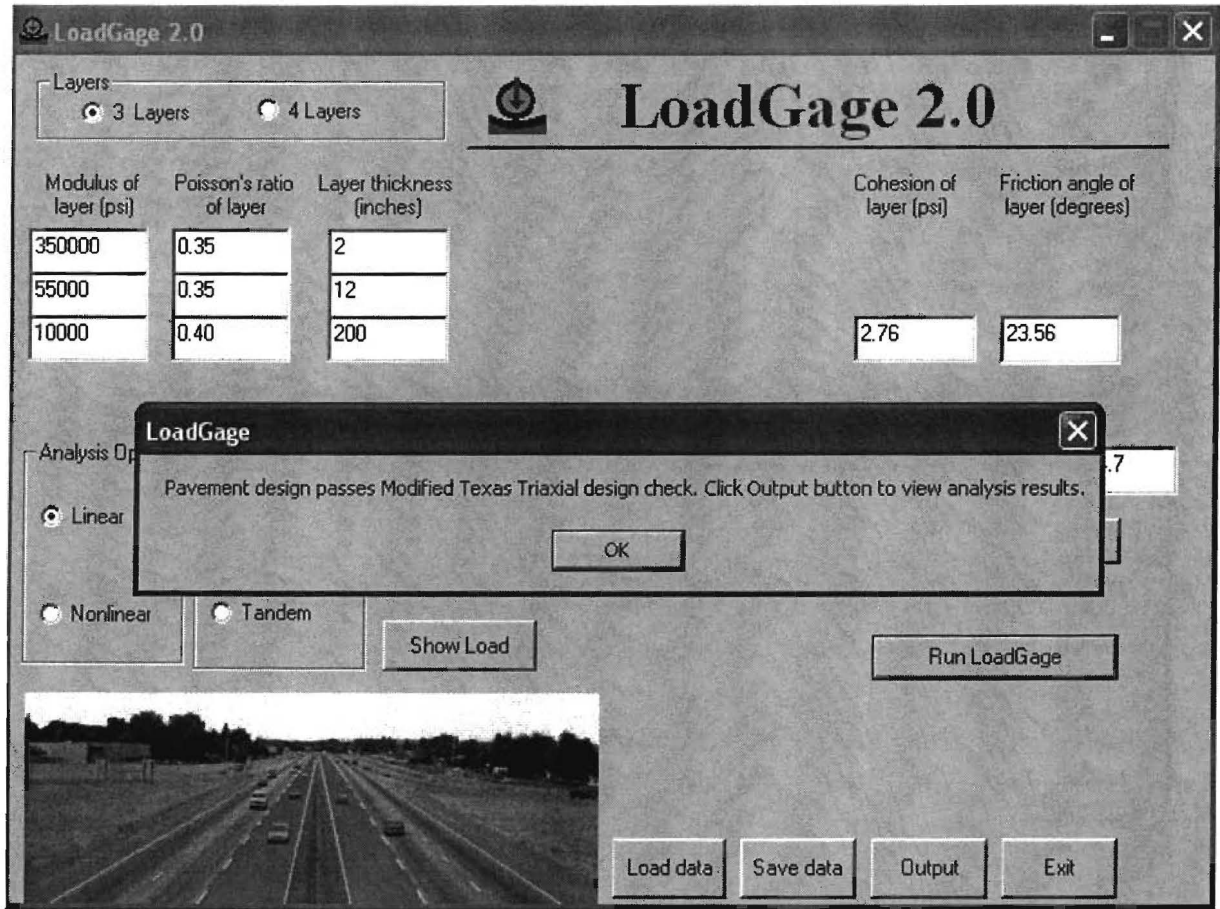 LoadGage 2.0
Layers
3 Layers 4 Layers
LoadGage 2.0
Modulus of layer (psi)
Poisson's ratio of layer
Layer thickness (inches)
Cohesion of layer (psi)
Friction angle of layer (degrees)
350000 0.35 2
55000 0.35 12
10000 0.40 200 2.76 23.56
LoadGage
Pavement design passes Modified Texas Triaxial design check. Click Output button to view analysis results.
OK
Analysis Op
.7
Linear
Nonlinear
Tandem
Show Load
Run LoadGage
Load data
Save data
Output
Exit